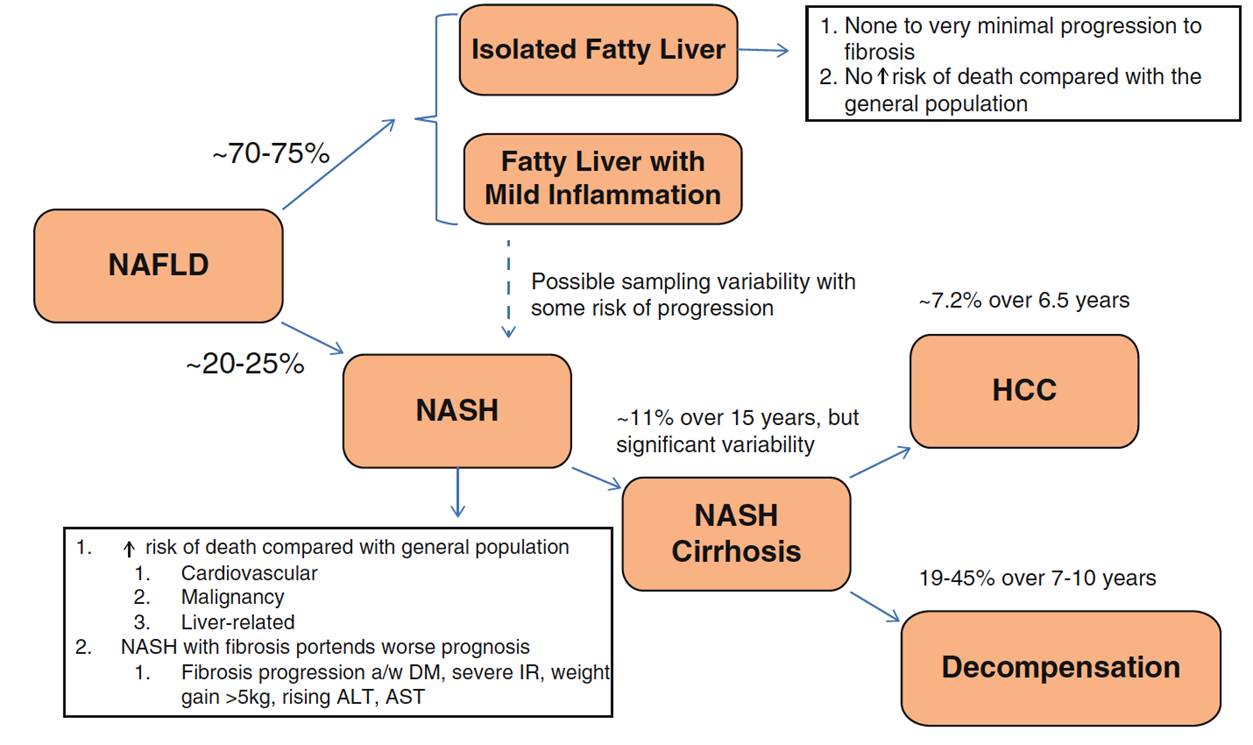 Isolated Fatty Liver
1. None to very minimal progression to
fibrosis
2. No ↑ risk of death compared with the
general population
~70-75%
Fatty Liver with
Mild Inflammation
NAFLD
Possible sampling variability with
some risk of progression
~20-25%
NASH
~11% over 15 years, but
significant variability
~7.2% over 6.5 years
HCC
NASH
Cirrhosis
1. ↑ risk of death compared with general population
1. Cardiovascular
2. Malignancy
3. Liver-related
2. NASH with fibrosis portends worse prognosis
1. Fibrosis progression a/w DM, severe IR, weight
gain >5kg, rising ALT, AST
19-45% over 7-10 years
Decompensation